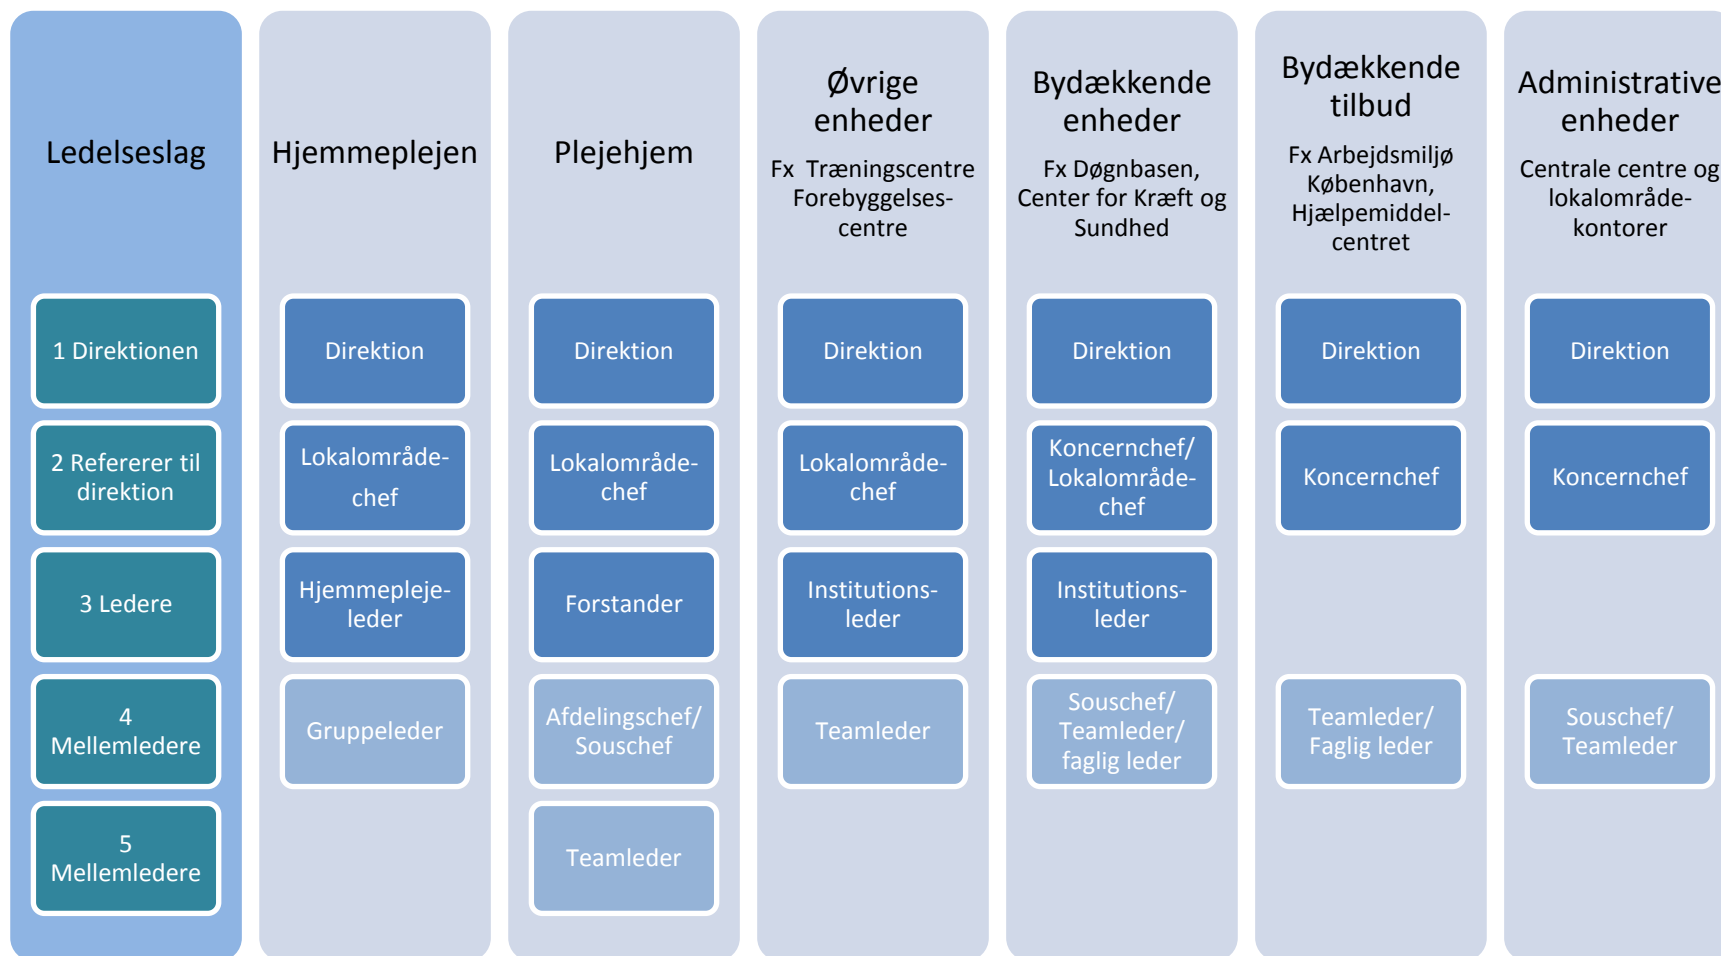 Ledelseslag
Hjemmeplejen
Plejehjem
Øvrige
enheder
Fx Træningscentre
Forebyggelses-
centre
Bydækkende
enheder
Fx Døgnbasen,
Center for Kræft og
Sundhed
Bydækkende
tilbud
Fx Arbejdsmiljø
København,
Hjælpemiddel-
centret
Administrative
enheder
Centrale centre og
lokalområde-
kontorer
1 Direktionen
Direktion
Direktion
Direktion
Direktion
Direktion
Direktion
2 Refererer til
direktion
Lokalområde-
chef
Lokalområde-
chef
Lokalområde-
chef
Koncernchef/
Lokalområde-
chef
Koncernchef
Koncernchef
3 Ledere
Hjemmepleje-
leder
Forstander
Institutions-
leder
Institutions-
leder
4
Mellemledere
Gruppeleder
Afdelingschef/
Souschef
Teamleder
Souschef/
Teamleder/
faglig leder
Teamleder/
Faglig leder
Souschef/
Teamleder
5
Mellemledere
Teamleder